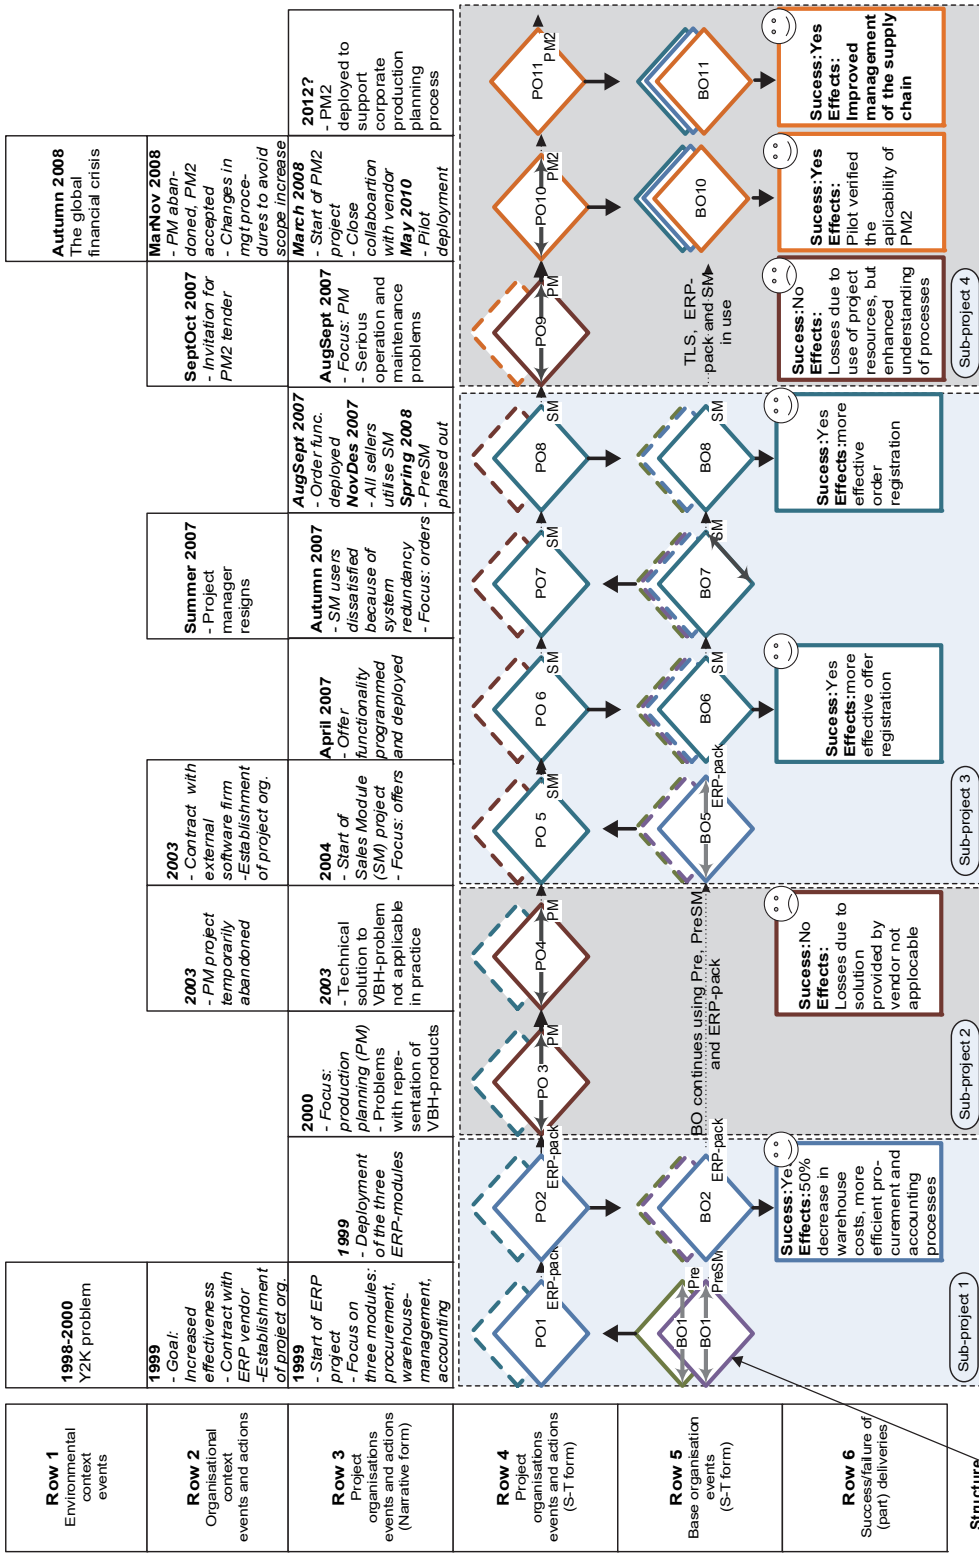 Row 1
Environmental
context
events
1998-2000
Y2K problem
Autumn 2008
The global
financial crisis
Row 2
Organisational
context
events and actions
1999
- Goal:
Increased
effectiveness
- Contract with
ERP vendor
-Establishment
of project org.
2003
- PM project
temporarily
abandoned
2003
- Contract with
external
software firm
-Establishment
of project org.
Summer 2007
- Project
manager
resigns
SeptOct 2007
- Invitation for
PM2 tender
MarNov 2008
- PM aban-
doned, PM2
accepted
- Changes in
mgt proce-
dures to avoid
scope increase
Row 3
Project
organisations
events and actions
(Narrative form)
1999
- Start of ERP
project
- Focus on
three modules:
procurement,
warehouse-
management,
accounting
1999
- Deployment
of the three
ERP-modules
2000
- Focus:
production
planning (PM)
- Problems
with repre-
sentation of
VBH-products
2003
- Technical
solution to
VBH-problem
not applicable
in practice
2004
- Start of
Sales Module
(SM) project
- Focus: offers
April 2007
- Offer
functionality
programmed
and deployed
Autumn 2007
- SM users
dissatisfied
because of
system
redundancy
- Focus: orders
AugSept 2007
- Order func.
deployed
NovDes 2007
- All sellers
utilise SM
Spring 2008
- PreSM
phased out
AugSept 2007
- Focus: PM
- Serious
operation and
maintenance
problems
March 2008
- Start of PM2
project
- Close
collaboartion
with vendor
May 2010
- Pilot
deployment
2012?
- PM2
deployed to
support
corporate
production
planning
process
Row 4
Project
organisations
events and actions
(S-T form)
PO1
ERP-pack
PO2
ERP-pack
PO 3
PM
PO4
PM
PO 5
SM
PO 6
SM
PO7
SM
PO8
SM
PO9
PM
PO10
PM2
PO11
PM2
Row 5
Base organisation
events
(S-T form)
BO1
Pre
BO1
PreSM
BO2
ERP-pack
BO continues using Pre, PreSM
and ERP-pack
BO5
ERP-pack
BO6
SM
BO7
SM
BO8
SM
TLS, ERP-
pack and SM
in use
BO10
BO11
Row 6
Success/failure of
(part) deliveries
Sucess:Yes
Effects:50%
decrease in
warehouse
costs, more
efficient pro-
curement and
accounting
processes
Sucess:No
Effects:
Losses due to
solution
provided by
vendor not
applocable
Sucess:Yes
Effects:more
effective offer
registration
Sucess:Yes
Effects:more
effective
order
registration
Sucess:No
Effects:
Losses due to
use of project
resources, but
enhanced
understanding
of processes
Sucess:Yes
Effects:
Pilot verified
the
aplicability of
PM2
Sucess:Yes
Effects:
Improved
management
of the supply
chain
Sub-project 1
Sub-project 2
Sub-project 3
Sub-project 4
Structure